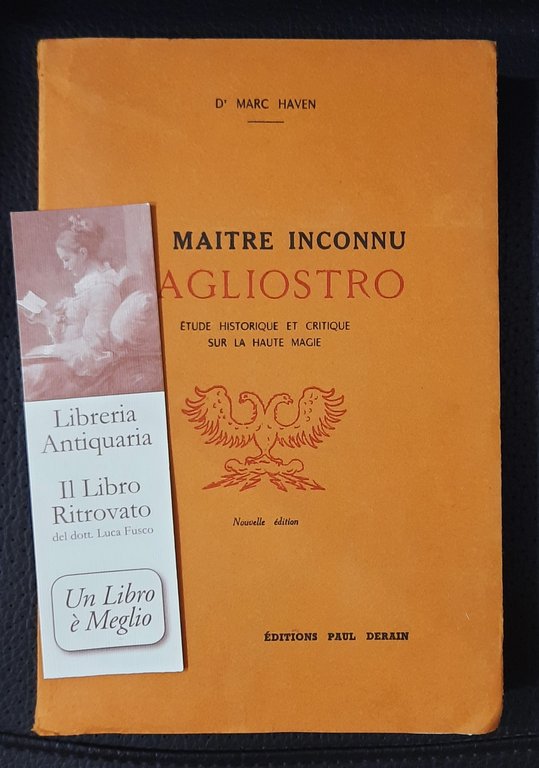 Dr MARC HAVEN
MAITRE INCONNU
AGLIOSTRO
ÉTUDE HISTORIQUE ET CRITIQUE
SUR LA HAUTE MAGIE
Nouvelle édition
ÉDITIONS PAUL DERAIN
Libreria
Antiquaria
Il Libro
Ritrovato
del dott. Luca Fusco
Un Libro
è Meglio